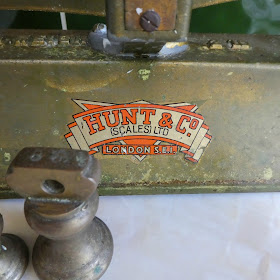 HUNT & CO
(SCALES) LTD
LONDON S.E.1.